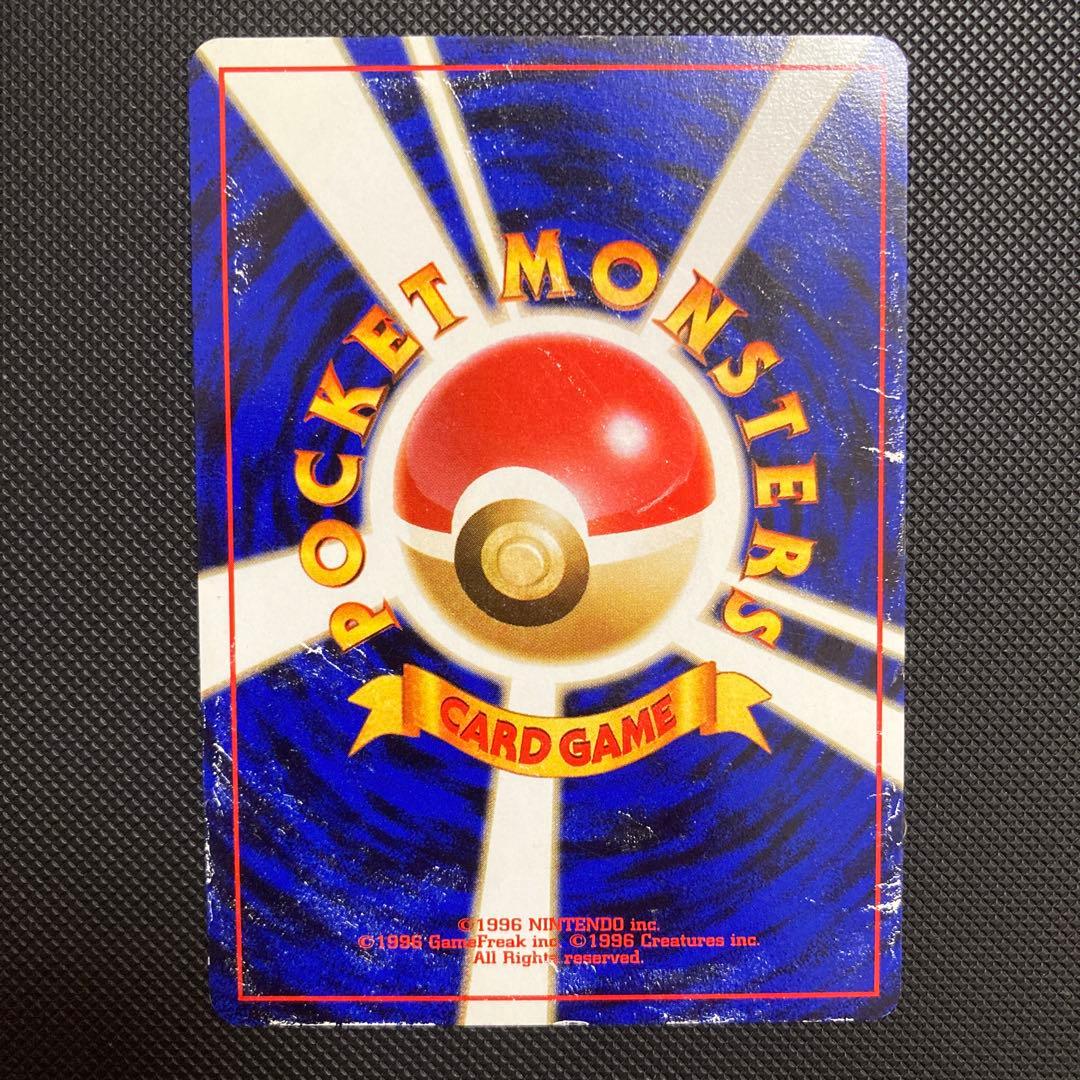 POCKET MONSTERS
CARD GAME
©1996 NINTENDO inc.
©1996 GameFreak inc. ©1996 Creatures inc.
All Rights reserved.